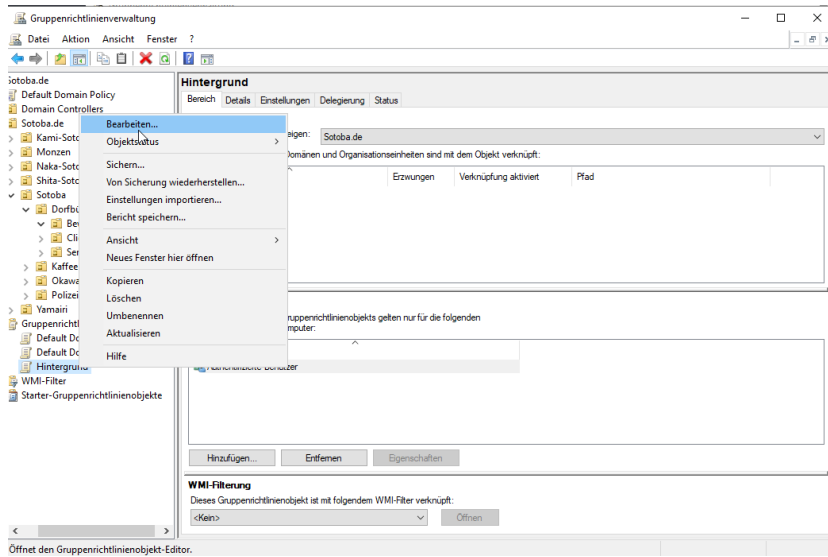 Gruppenrichtlinienverwaltung
Datei Aktion Ansicht Fenster ?
Sotoba.de
Default Domain Policy
Domain Controllers
Sotoba.de
Kami-Soto
Monzen
Naka-Soto
Shita-Soto
Sotoba
Dorfbü
Be
Cli
Ser
Kaffee
Okawa
Polizei
Yamairi
Gruppenrichtl
Default Do
Default Do
Hintergrund
WMI-Filter
Starter-Gruppenrichtlinienobjekte
Bearbeiten...
Objektstatus
Sichern...
Von Sicherung wiederherstellen...
Einstellungen importieren...
Bericht speichern...
Ansicht
Neues Fenster hier öffnen
Kopieren
Löschen
Umbenennen
Aktualisieren
Hilfe
Hintergrund
Bereich Details Einstellungen Delegierung Status
eigen: Sotoba.de
Domänen und Organisationseinheiten sind mit dem Objekt verknüpft:
Erzwungen Verknüpfung aktiviert Pfad
ruppenrichtlinienobjekts gelten nur für die folgenden
mputer:
Authentifizierte Benutzer
Hinzufügen... Entfernen Eigenschaften
WMI-Filterung
Dieses Gruppenrichtlinienobjekt ist mit folgendem WMI-Filter verknüpft:
<Kein> Öffnen
Öffnet den Gruppenrichtlinienobjekt-Editor.